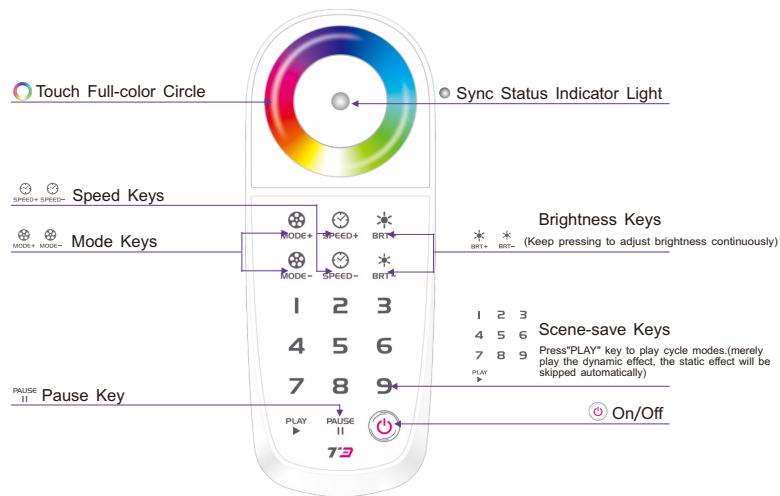 Touch Full-color Circle
Sync Status Indicator Light
SPEED+ SPEED- Speed Keys
MODE+ MODE- Mode Keys
MODE+ SPEED+ BRT+
MODE- SPEED- BRT-
Brightness Keys
BRT+ BRT- (Keep pressing to adjust brightness continuously)
1 2 3
4 5 6
7 8 9
PLAY PAUSE
T3
1 2 3
4 5 6
7 8 9
PLAY
Scene-save Keys
Press"PLAY" key to play cycle modes.(merely
play the dynamic effect, the static effect will be
skipped automatically)
PAUSE Pause Key
On/Off